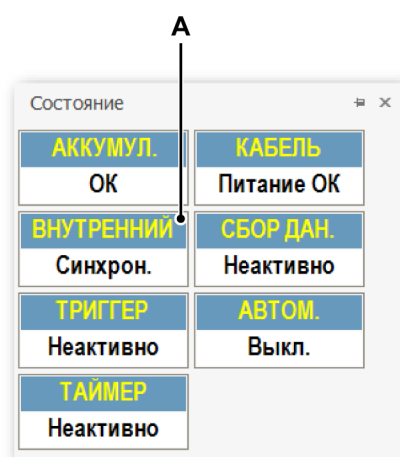 A
Состояние
АККУМУЛ.
ОК
КАБЕЛЬ
Питание ОК
ВНУТРЕННИЙ
Синхрон.
СБОР ДАН.
Неактивно
ТРИГГЕР
Неактивно
АВТОМ.
Выкл.
ТАЙМЕР
Неактивно